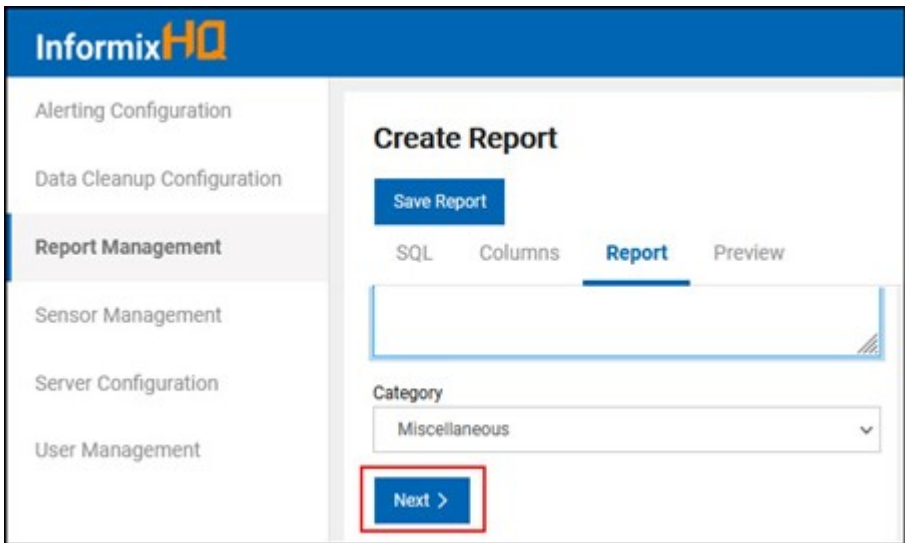 InformixHQ
Alerting Configuration
Data Cleanup Configuration
Report Management
Sensor Management
Server Configuration
User Management
Create Report
Save Report
SQL Columns Report Preview
Category
Miscellaneous
Next >